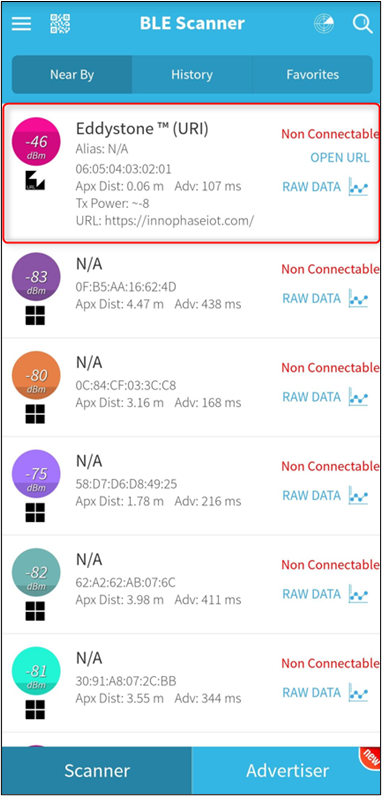 BLE Scanner
Near By History Favorites
-46 dBm
URL
Eddystone ™ (URI)
Non Connectable
Alias: N/A
OPEN URL
06:05:04:03:02:01
Apx Dist: 0.06 m Adv: 107 ms
RAW DATA
Tx Power: ~-8
URL: https://innophaseiot.com/
-83 dBm
N/A
Non Connectable
0F:B5:AA:16:62:4D
Apx Dist: 4.47 m Adv: 438 ms
RAW DATA
-80 dBm
N/A
Non Connectable
0C:84:CF:03:3C:C8
Apx Dist: 3.16 m Adv: 168 ms
RAW DATA
-75 dBm
N/A
Non Connectable
58:D7:D6:D8:49:25
Apx Dist: 1.78 m Adv: 216 ms
RAW DATA
-82 dBm
N/A
Non Connectable
62:A2:62:AB:07:6C
Apx Dist: 3.98 m Adv: 411 ms
RAW DATA
-81 dBm
N/A
Non Connectable
30:91:A8:07:2C:BB
Apx Dist: 3.55 m Adv: 344 ms
RAW DATA
Scanner Advertiser new